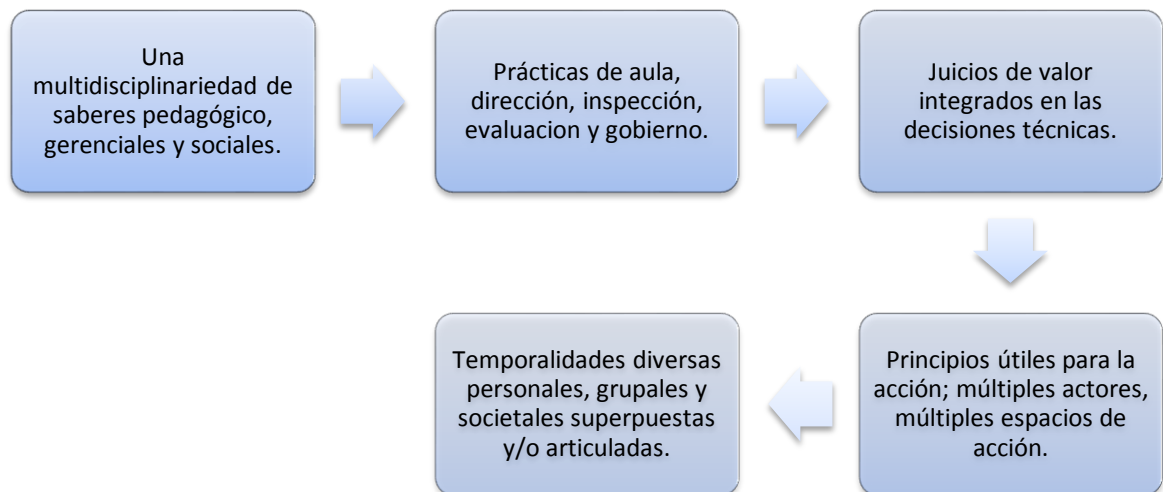 Una
multidisciplinariedad de
saberes pedagógico,
gerenciales y sociales.
Prácticas de aula,
dirección, inspección,
evaluacion y gobierno.
Juicios de valor
integrados en las
decisiones técnicas.
Principios útiles para la
acción; múltiples actores,
múltiples espacios de
acción.
Temporalidades diversas
personales, grupales y
societales superpuestas
y/o articuladas.